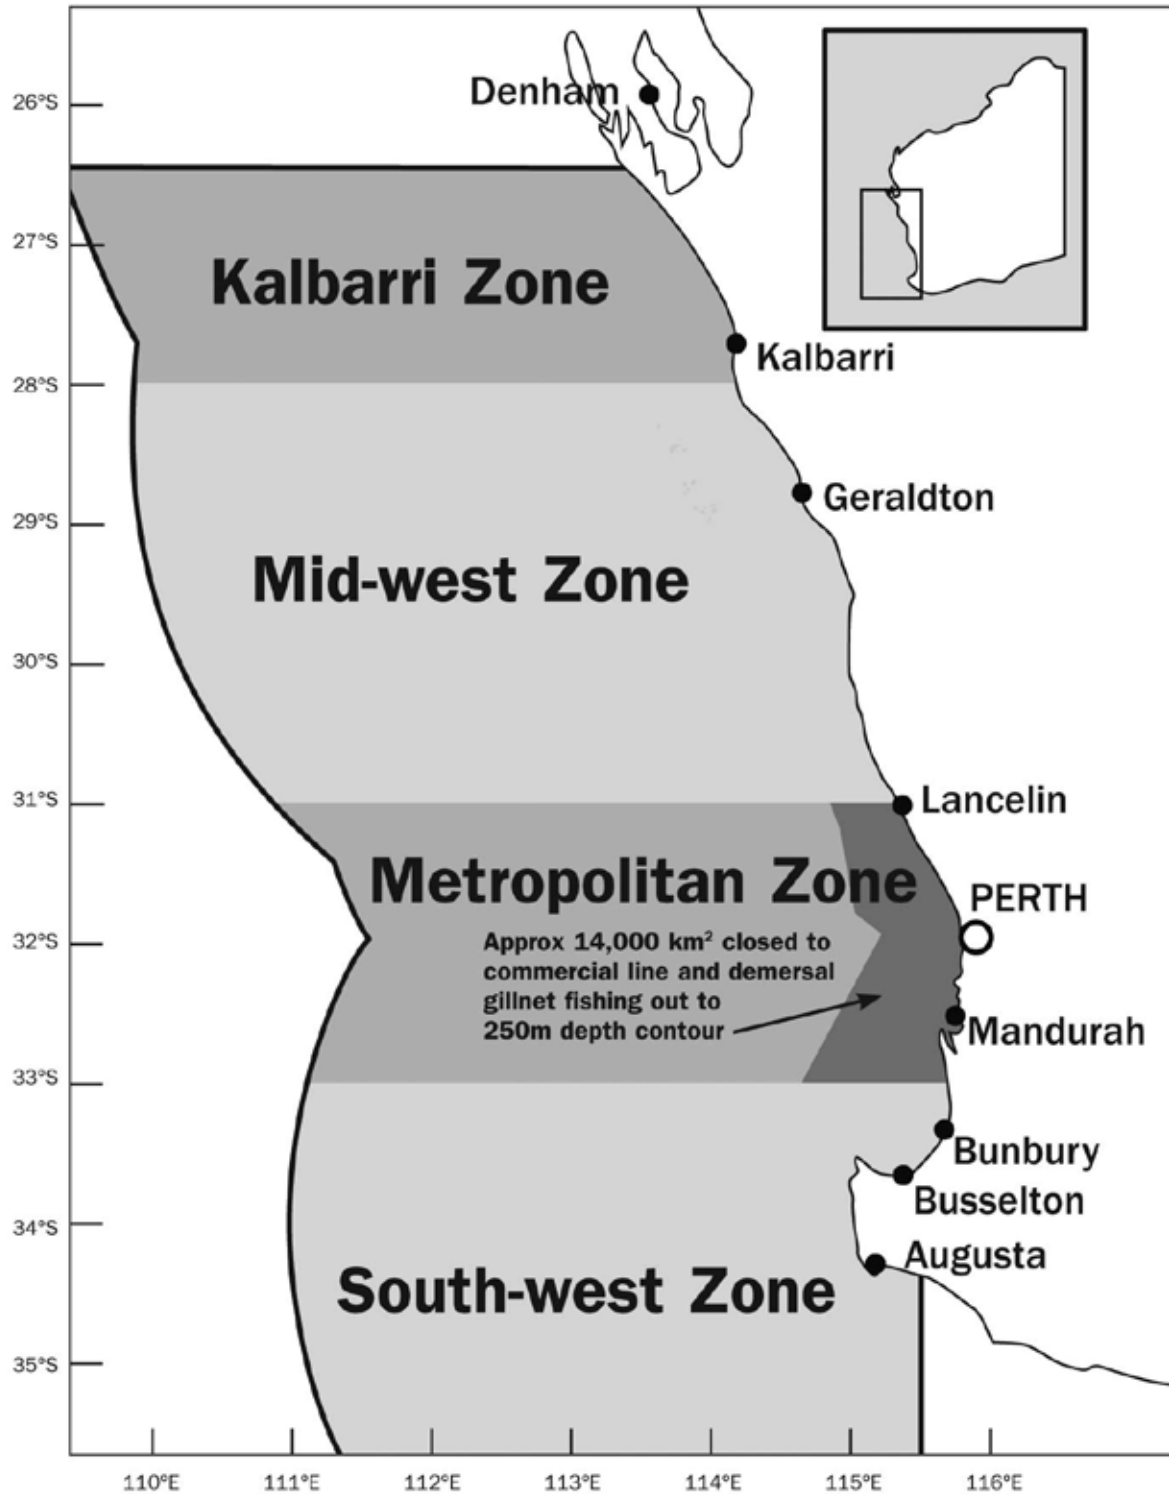 Denham
26°S
27°S
Kalbarri Zone
Kalbarri
28°S
Geraldton
29°S
Mid-west Zone
30°S
31°S
Lancelin
Metropolitan Zone
PERTH
32°S
Approx 14,000 km² closed to
commercial line and demersal
gillnet fishing out to
250m depth contour
Mandurah
33°S
Bunbury
Busselton
34°S
Augusta
South-west Zone
35°S
110°E 111°E 112°E 113°E 114°E 115°E 116°E